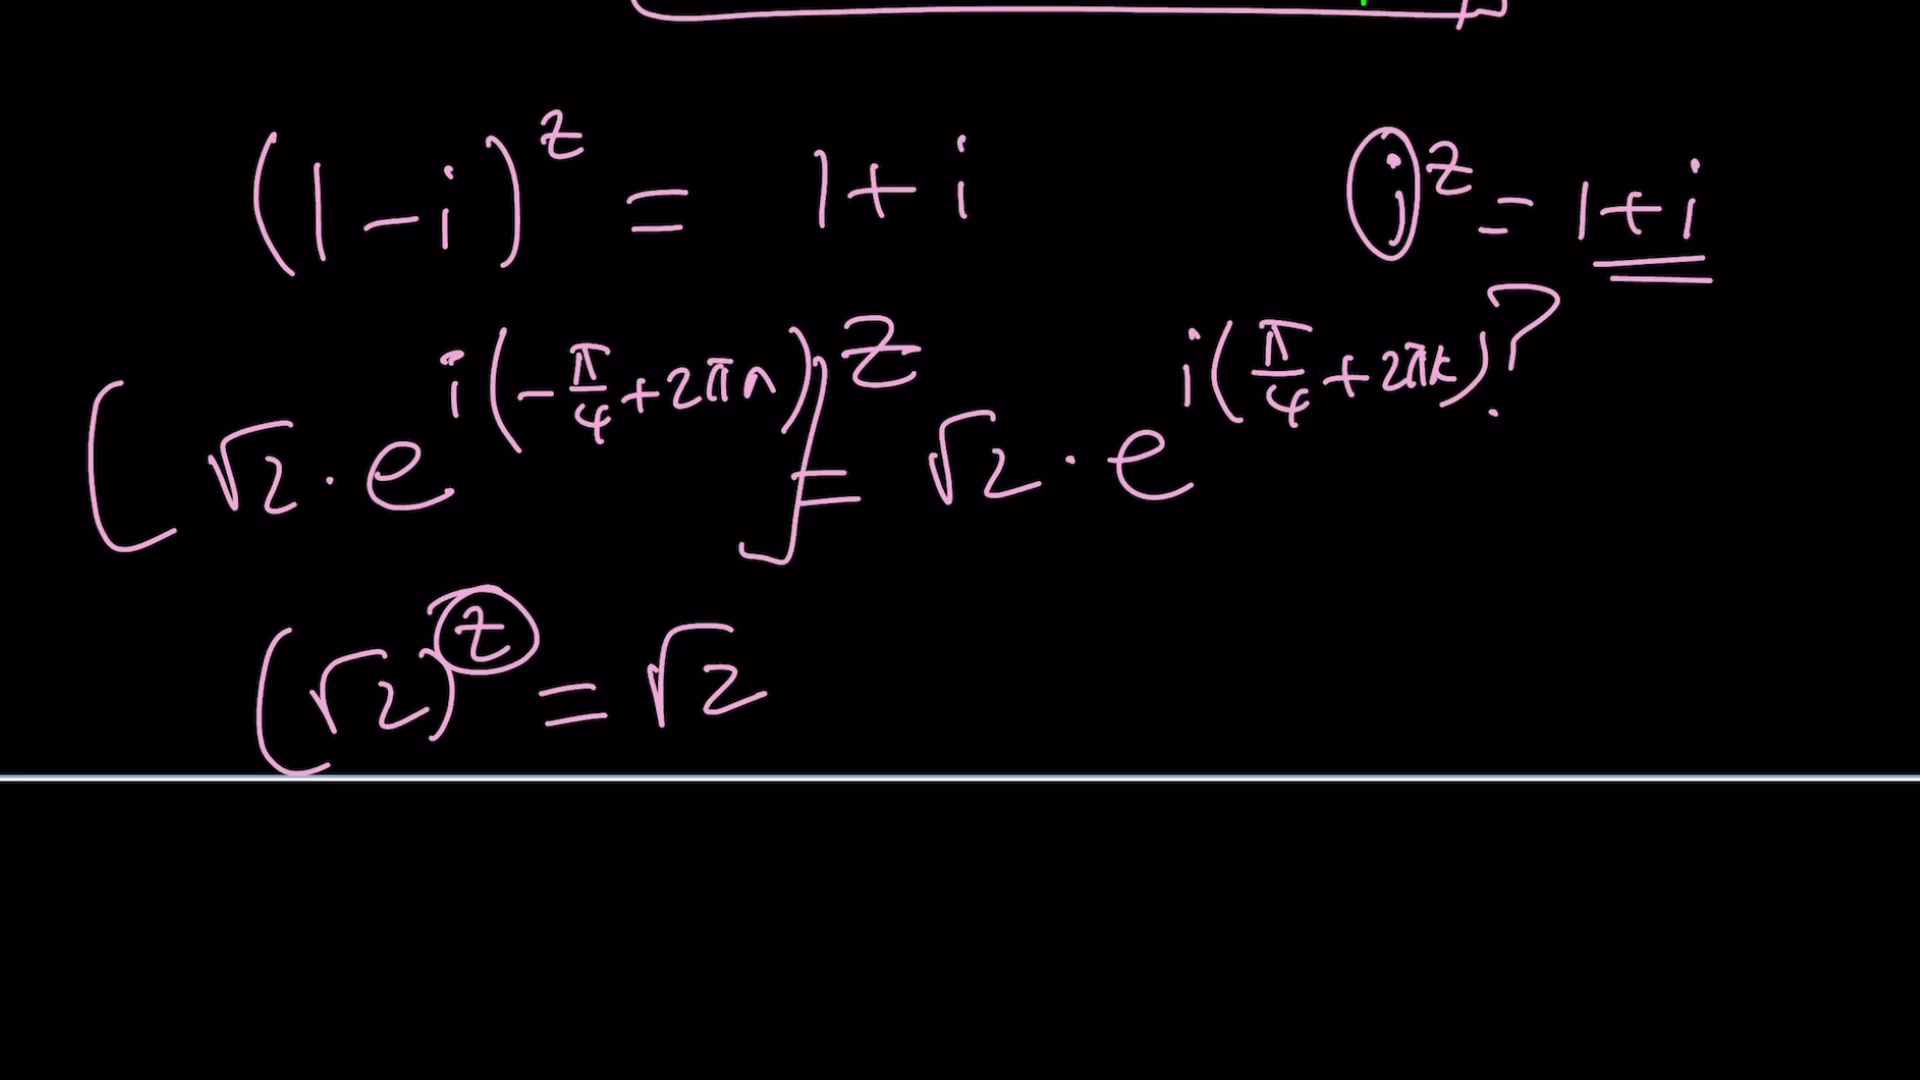 (1-i)^z = 1+i
i^z = 1+i
[√2 · e^{i(-π/4 + 2πn)}]^z = √2 · e^{i(π/4 + 2πk)} ?
(√2)^z = √2